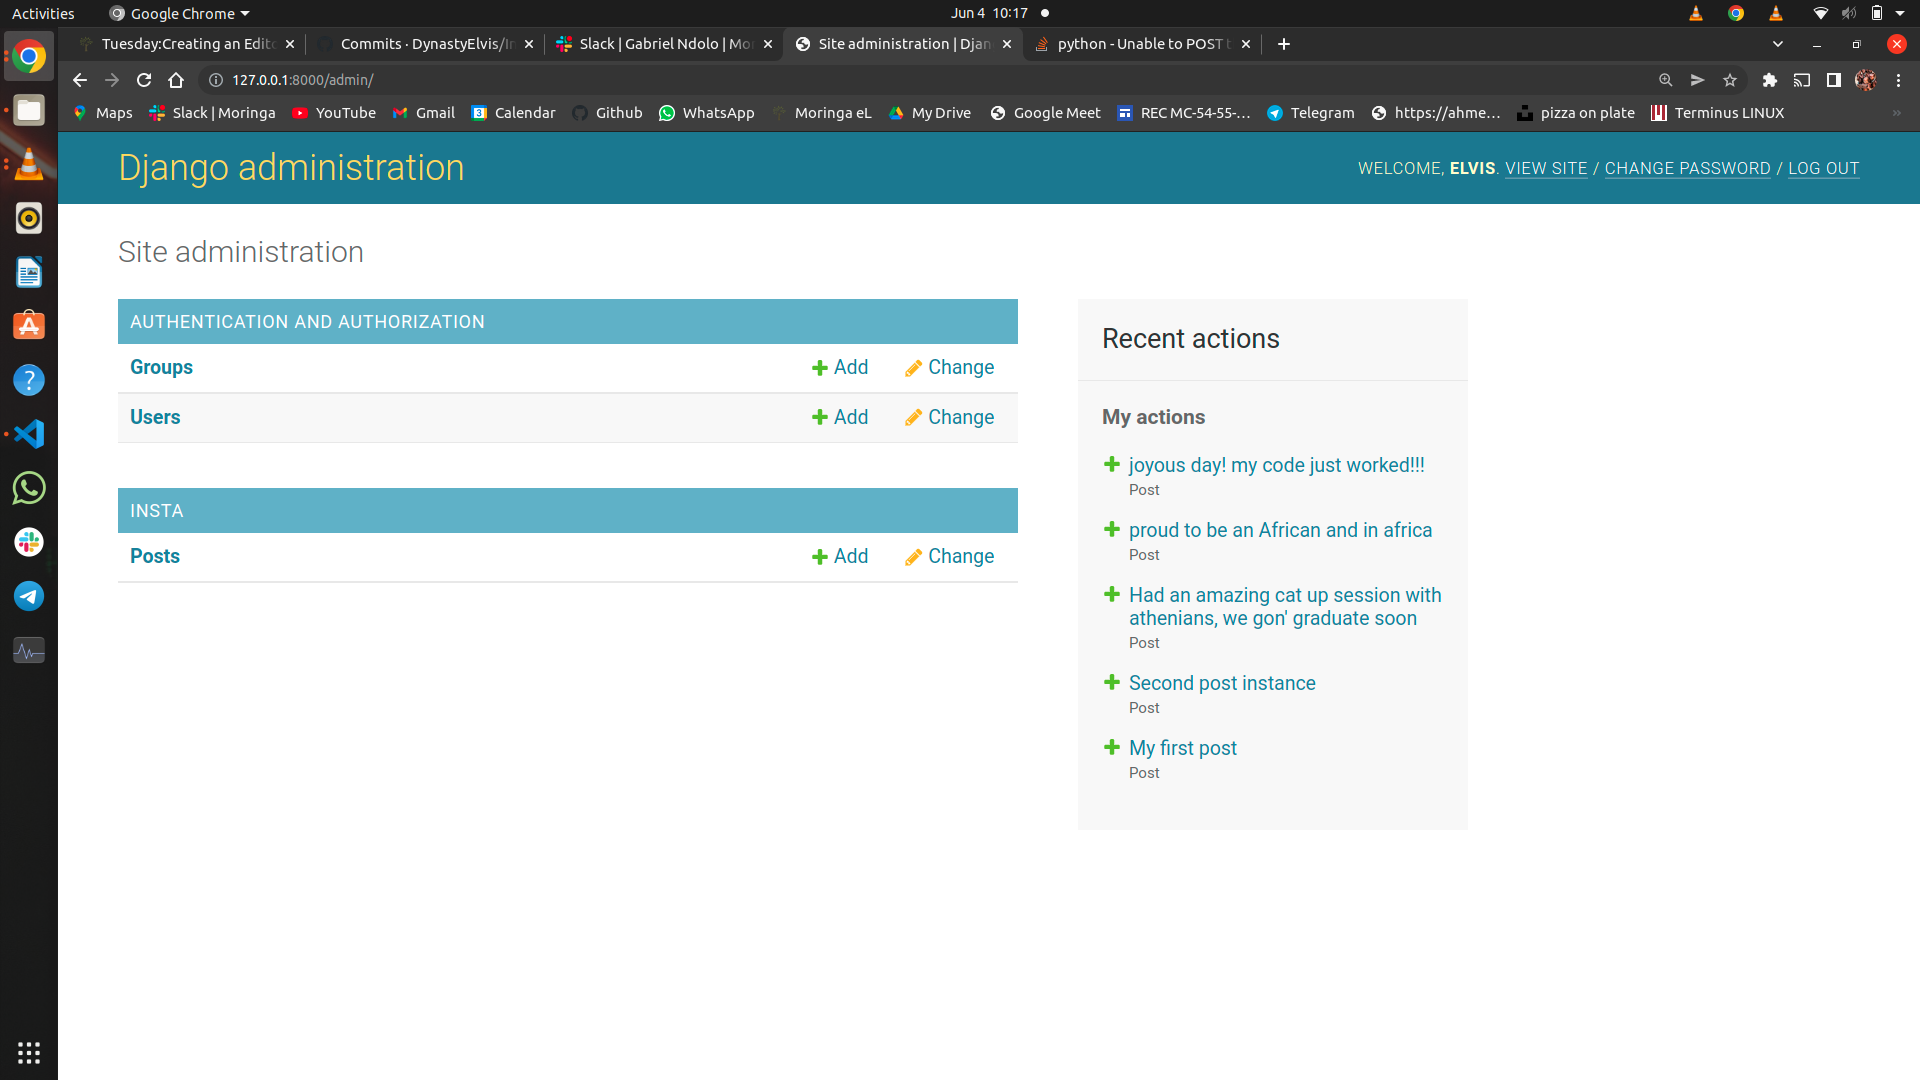 Activities
Google Chrome
Jun 4 10:17
Tuesday:Creating an Edito
Commits · DynastyElvis/In
Slack | Gabriel Ndolo | Mor
Site administration | Djan
python - Unable to POST t
127.0.0.1:8000/admin/
Maps
Slack | Moringa
YouTube
Gmail
Calendar
Github
WhatsApp
Moringa eL
My Drive
Google Meet
REC MC-54-55-...
Telegram
https://ahme...
pizza on plate
Terminus LINUX
»
Django administration
WELCOME, ELVIS. VIEW SITE / CHANGE PASSWORD / LOG OUT
Site administration
AUTHENTICATION AND AUTHORIZATION
Groups Add Change
Users Add Change
INSTA
Posts Add Change
Recent actions
My actions
joyous day! my code just worked!!!
Post
proud to be an African and in africa
Post
Had an amazing cat up session with
athenians, we gon' graduate soon
Post
Second post instance
Post
My first post
Post